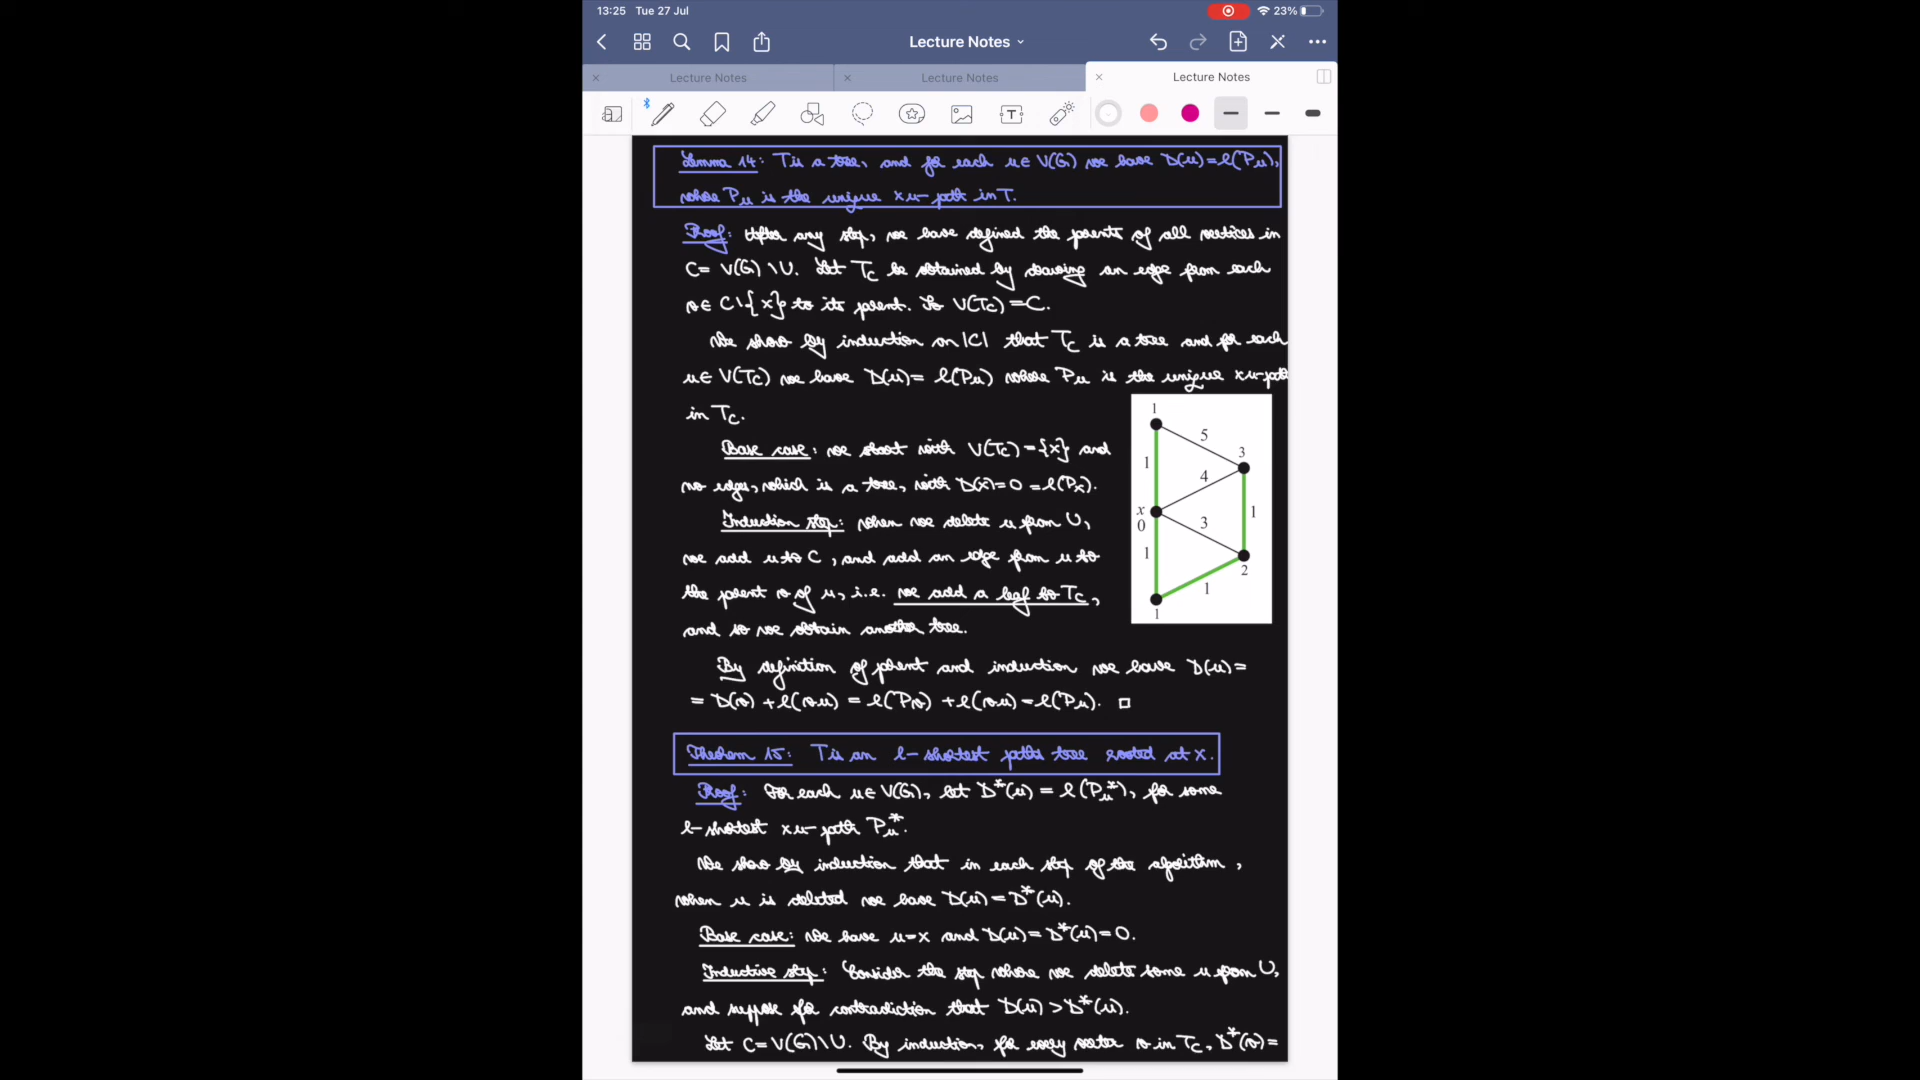 13:25 Tue 27 Jul
23%
Lecture Notes
Lecture Notes
Lecture Notes
Lecture Notes
Lemma 14: T is a tree, and for each u ∈ V(G) we have D(u) = l(Pu),
where Pu is the unique xu-path in T.
Proof: After any step, we have defined the parents of all vertices in
C = V(G) \ U. Let Tc be obtained by drawing an edge from each
v ∈ C \ {x} to its parent. So V(Tc) = C.
We show by induction on |C| that Tc is a tree and for each
u ∈ V(Tc) we have D(u) = l(Pu) where Pu is the unique xu-path
in Tc.
Base case: we start with V(Tc) = {x} and
no edges, which is a tree, with D(x) = 0 = l(Px).
Induction step: when we delete u from U,
we add u to C, and add an edge from u to
the parent v of u, i.e. we add a leaf to Tc,
and so we obtain another tree.
By definition of parent and induction we have D(u) =
= D(v) + l(vu) = l(Pv) + l(vu) = l(Pu). □
1
5
3
1
4
x
0
3
1
1
2
1
1
Theorem 15: T is an l-shortest paths tree rooted at x.
Proof: For each u ∈ V(G), let D*(u) = l(Pu*), for some
l-shortest xu-path Pu*.
We show by induction that in each step of the algorithm,
when u is deleted we have D(u) = D*(u).
Base case: We have u = x and D(u) = D*(u) = 0.
Inductive step: Consider the step where we delete some u from U,
and suppose for contradiction that D(u) > D*(u).
Let C = V(G) \ U. By induction, for every vertex v in Tc, D*(v) =